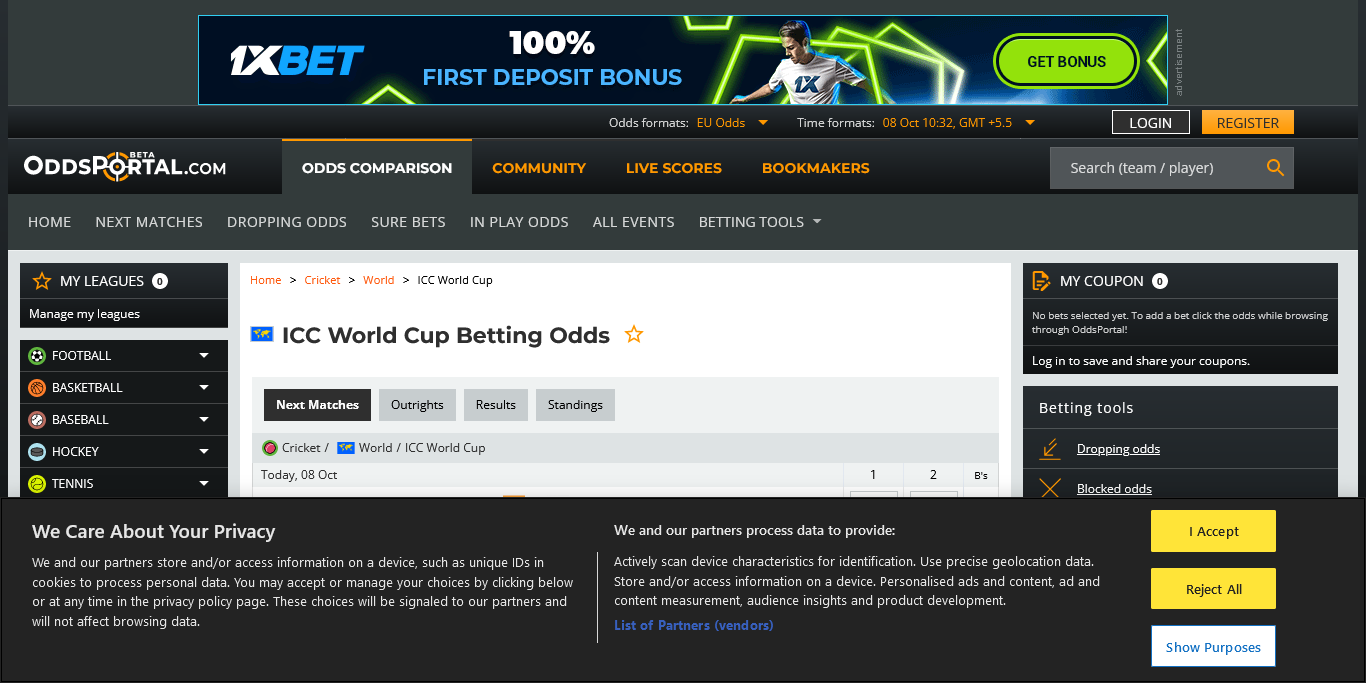 1XBET
100%
FIRST DEPOSIT BONUS
1X
GET BONUS
advertisement
Odds formats: EU Odds
Time formats: 08 Oct 10:32, GMT +5.5
LOGIN
REGISTER
ODDSPORTAL.COM
BETA
ODDS COMPARISON
COMMUNITY
LIVE SCORES
BOOKMAKERS
Search (team / player)
HOME
NEXT MATCHES
DROPPING ODDS
SURE BETS
IN PLAY ODDS
ALL EVENTS
BETTING TOOLS
MY LEAGUES 0
Manage my leagues
FOOTBALL
BASKETBALL
BASEBALL
HOCKEY
TENNIS
Home > Cricket > World > ICC World Cup
ICC World Cup Betting Odds
Next Matches
Outrights
Results
Standings
Cricket / World / ICC World Cup
Today, 08 Oct 1 2 B's
MY COUPON 0
No bets selected yet. To add a bet click the odds while browsing
through OddsPortal!
Log in to save and share your coupons.
Betting tools
Dropping odds
Blocked odds
We Care About Your Privacy
We and our partners store and/or access information on a device, such as unique IDs in
cookies to process personal data. You may accept or manage your choices by clicking below
or at any time in the privacy policy page. These choices will be signaled to our partners and
will not affect browsing data.
We and our partners process data to provide:
Actively scan device characteristics for identification. Use precise geolocation data.
Store and/or access information on a device. Personalised ads and content, ad and
content measurement, audience insights and product development.
List of Partners (vendors)
I Accept
Reject All
Show Purposes